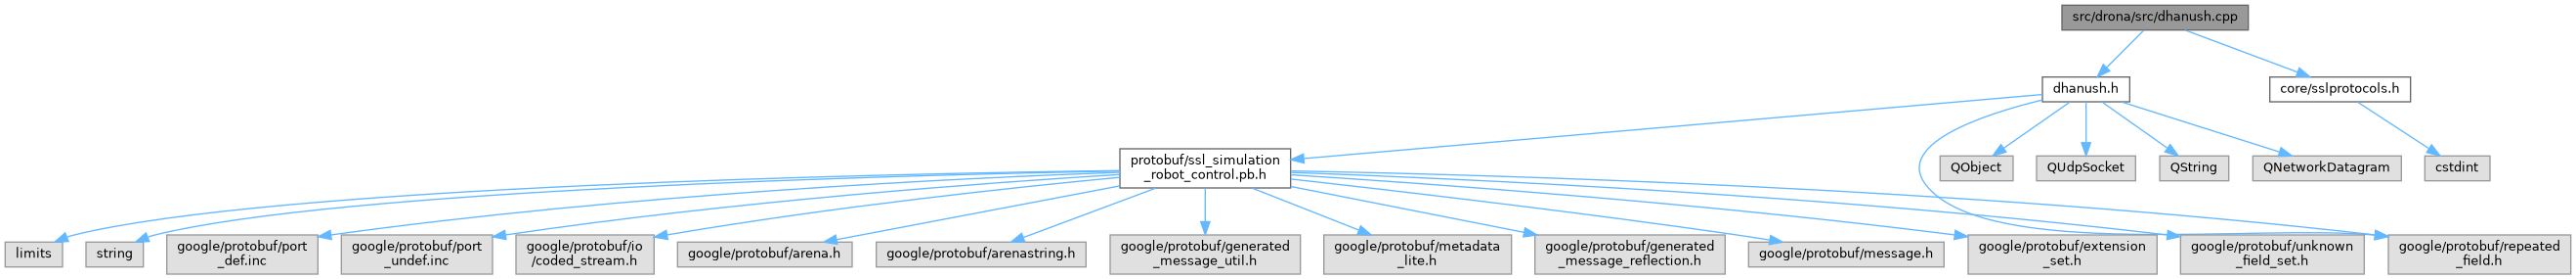 src/drona/src/dhanush.cpp
dhanush.h
core/sslprotocols.h
protobuf/ssl_simulation
_robot_control.pb.h
QObject
QUdpSocket
QString
QNetworkDatagram
cstdint
limits
string
google/protobuf/port
_def.inc
google/protobuf/port
_undef.inc
google/protobuf/io
/coded_stream.h
google/protobuf/arena.h
google/protobuf/arenastring.h
google/protobuf/generated
_message_util.h
google/protobuf/metadata
_lite.h
google/protobuf/generated
_message_reflection.h
google/protobuf/message.h
google/protobuf/extension
_set.h
google/protobuf/unknown
_field_set.h
google/protobuf/repeated
_field.h